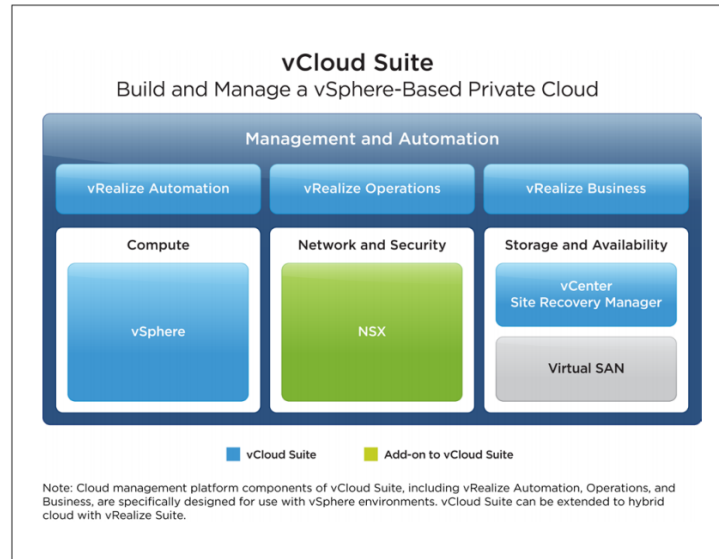 vCloud Suite
Build and Manage a vSphere-Based Private Cloud
Management and Automation
vRealize Automation
vRealize Operations
vRealize Business
Compute
vSphere
Network and Security
NSX
Storage and Availability
vCenter
Site Recovery Manager
Virtual SAN
vCloud Suite
Add-on to vCloud Suite
Note: Cloud management platform components of vCloud Suite, including vRealize Automation, Operations, and
Business, are specifically designed for use with vSphere environments. vCloud Suite can be extended to hybrid
cloud with vRealize Suite.